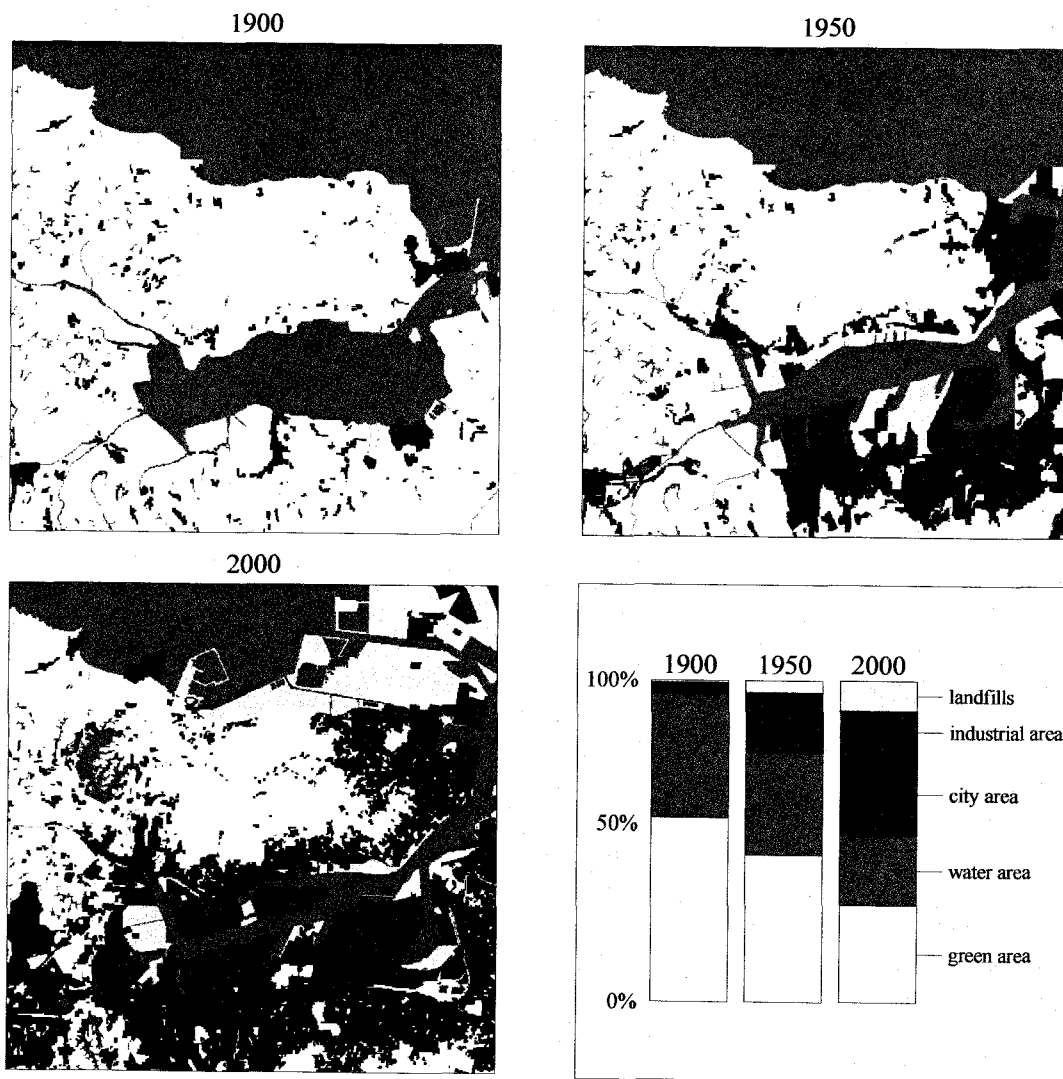 1900
1950
2000
1900 1950 2000
100%
landfills
industrial area
city area
50%
water area
green area
0%